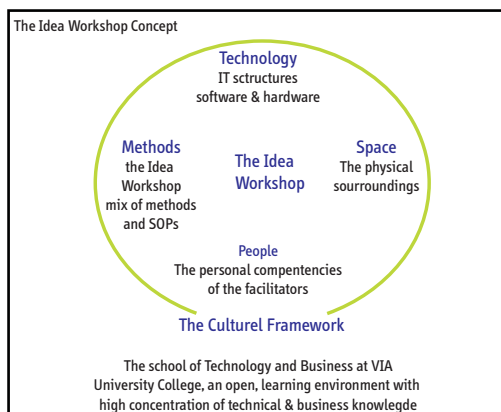 The Idea Workshop Concept
Technology
IT sctructures
software & hardware
Methods
the Idea
Workshop
mix of methods
and SOPs
The Idea
Workshop
Space
The physical
sourroundings
People
The personal compentencies
of the facilitators
The Culturel Framework
The school of Technology and Business at VIA
University College, an open, learning environment with
high concentration of technical & business knowlegde